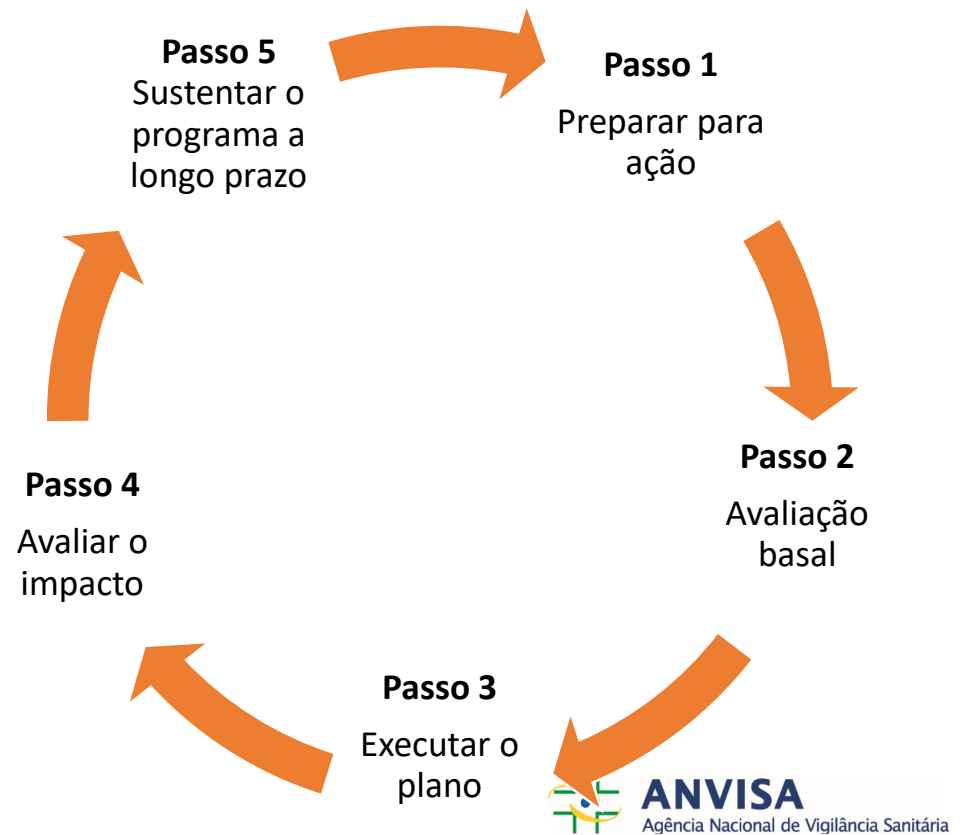 Passo 1
Preparar para
ação
Passo 2
Avaliação
basal
Passo 3
Executar o
plano
Passo 4
Avaliar o
impacto
Passo 5
Sustentar o
programa a
longo prazo
ANVISA
Agência Nacional de Vigilância Sanitária